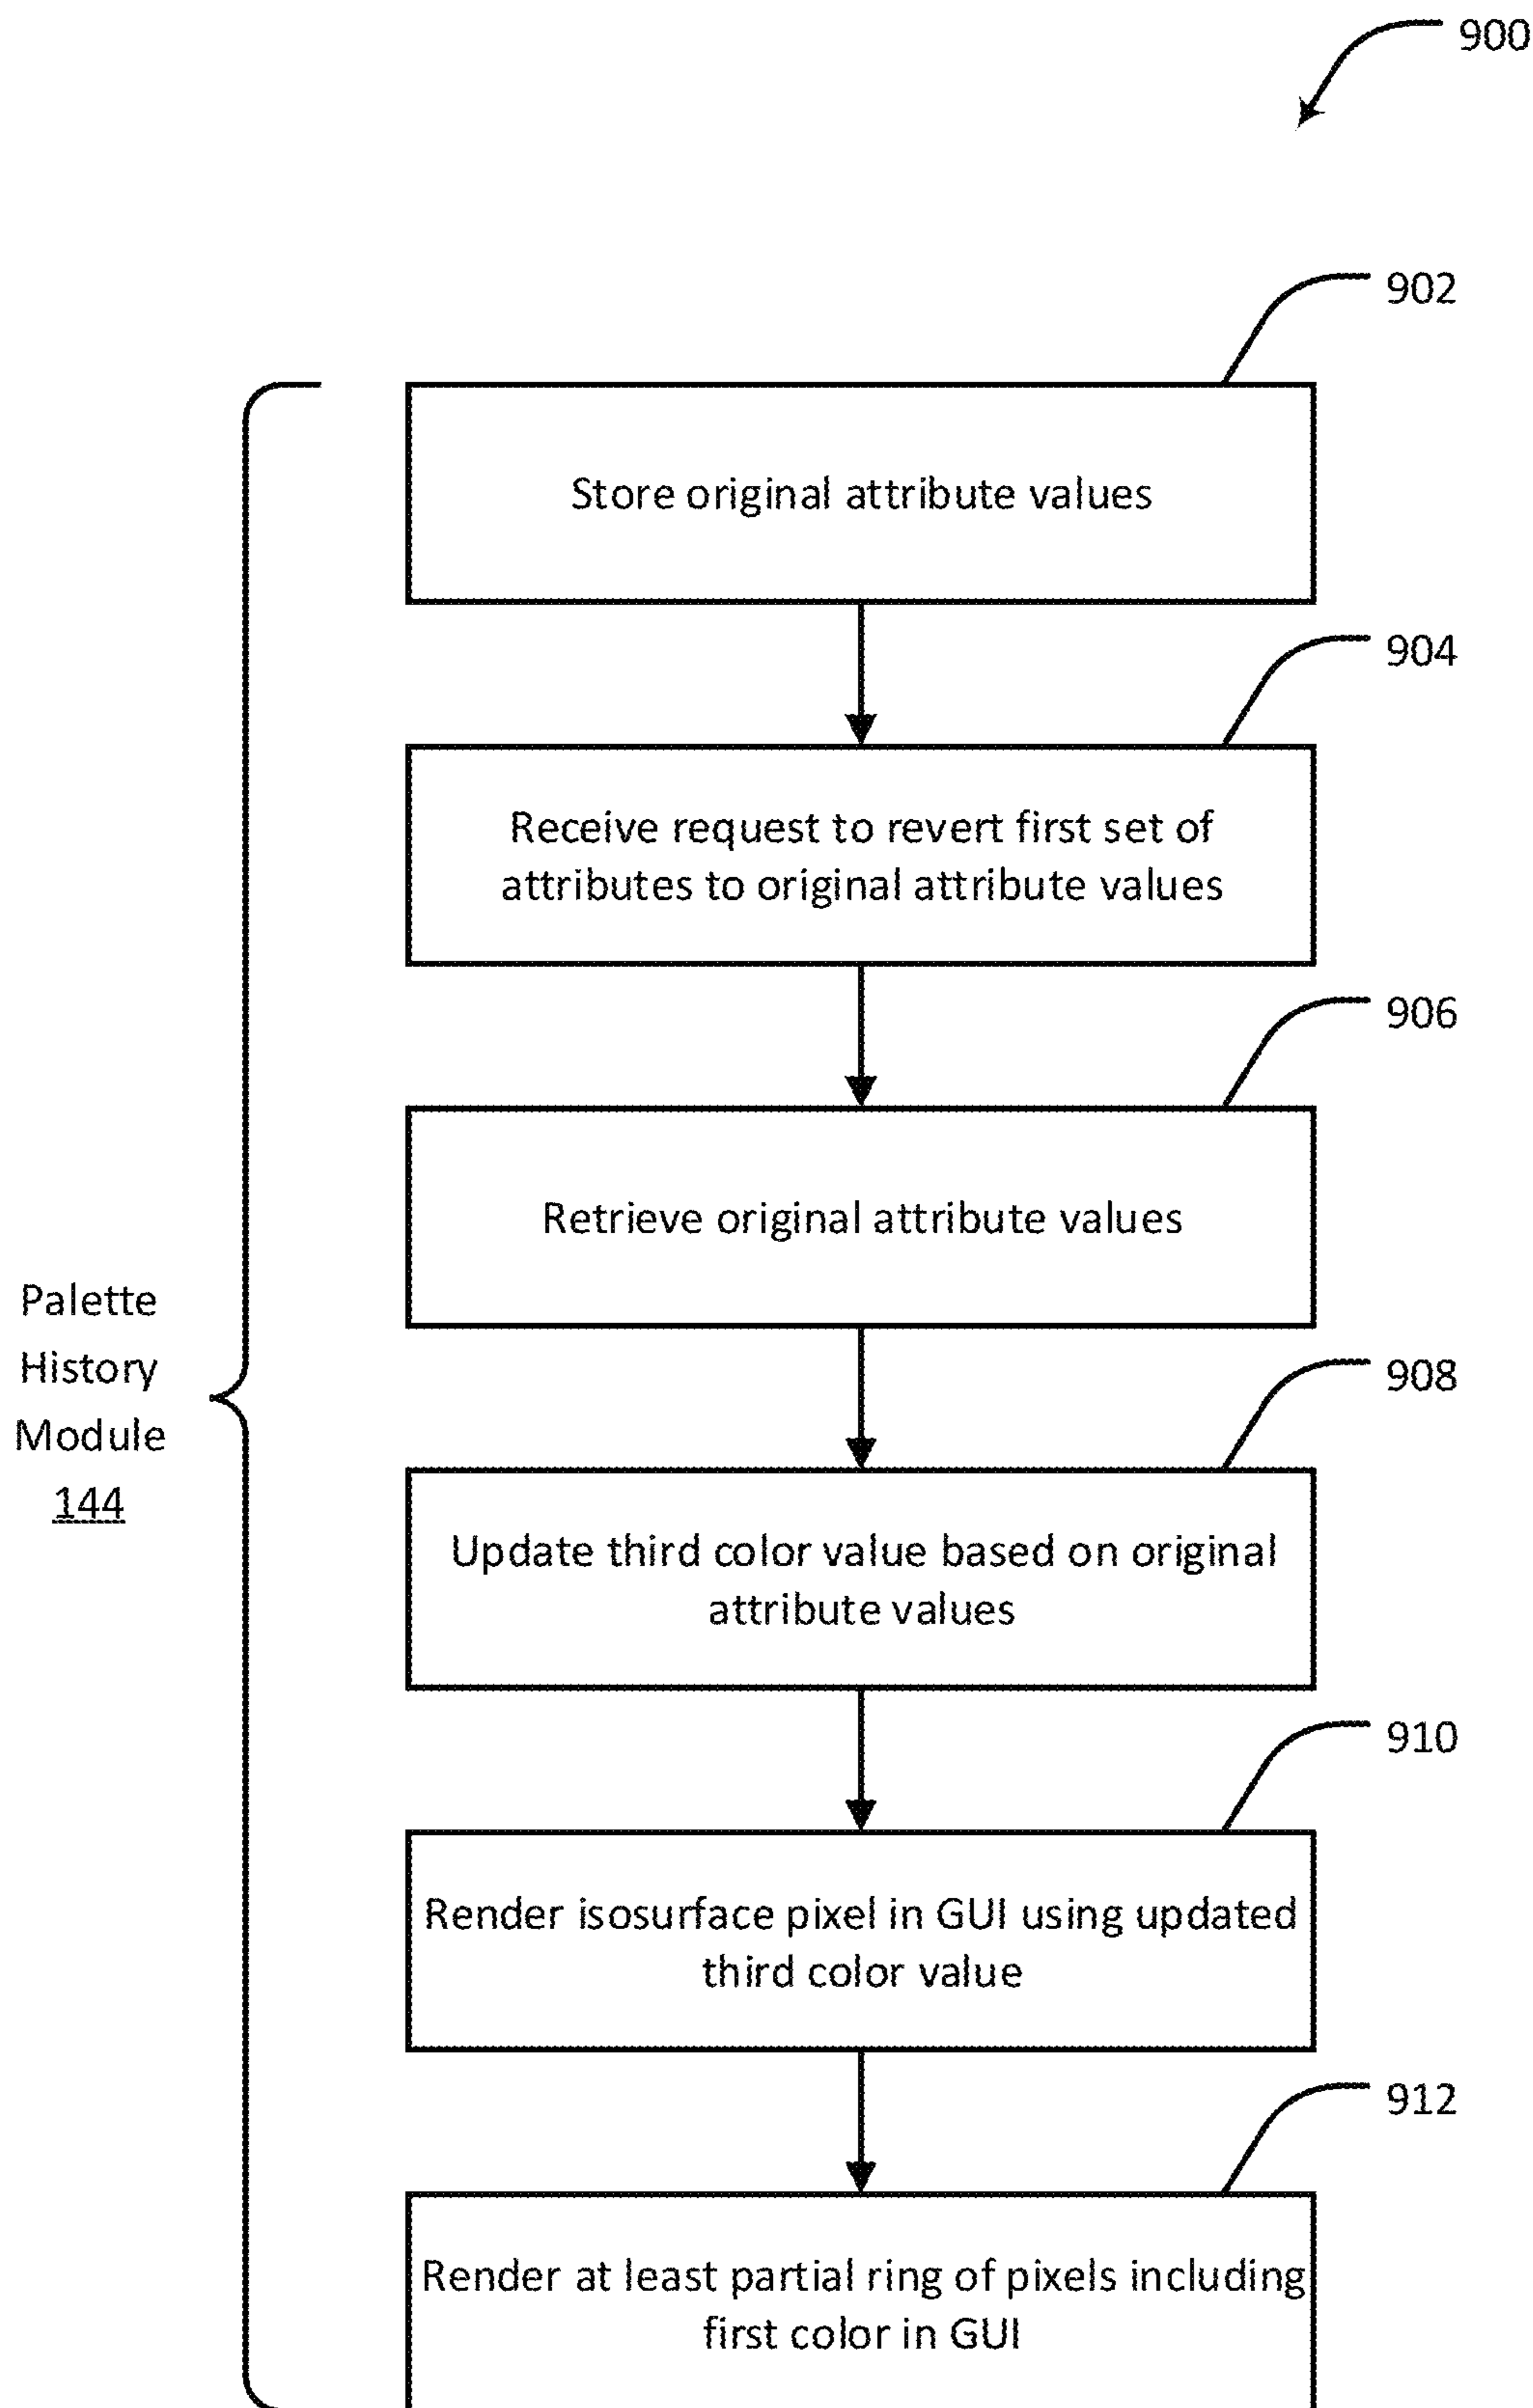 900
902
Store original attribute values
904
Receive request to revert first set of
attributes to original attribute values
906
Retrieve original attribute values
Palette
History
Module
144
908
Update third color value based on original
attribute values
910
Render isosurface pixel in GUI using updated
third color value
912
Render at least partial ring of pixels including
first color in GUI